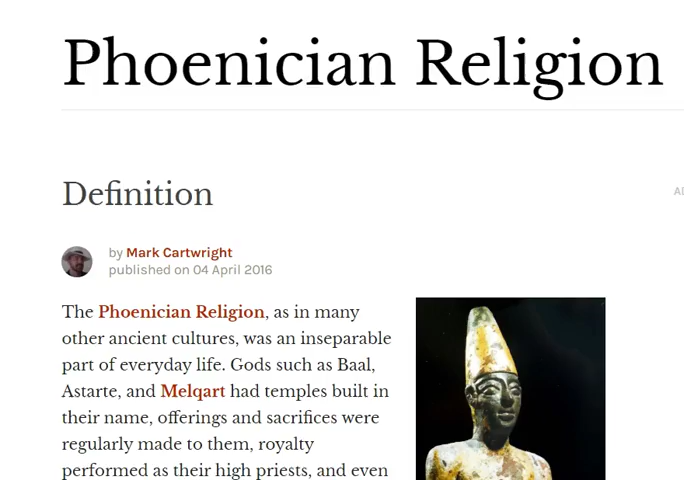 Phoenician Religion
Definition
Al
by Mark Cartwright
published on 04 April 2016
The Phoenician Religion, as in many
other ancient cultures, was an inseparable
part of everyday life. Gods such as Baal,
Astarte, and Melqart had temples built in
their name, offerings and sacrifices were
regularly made to them, royalty
performed as their high priests, and even